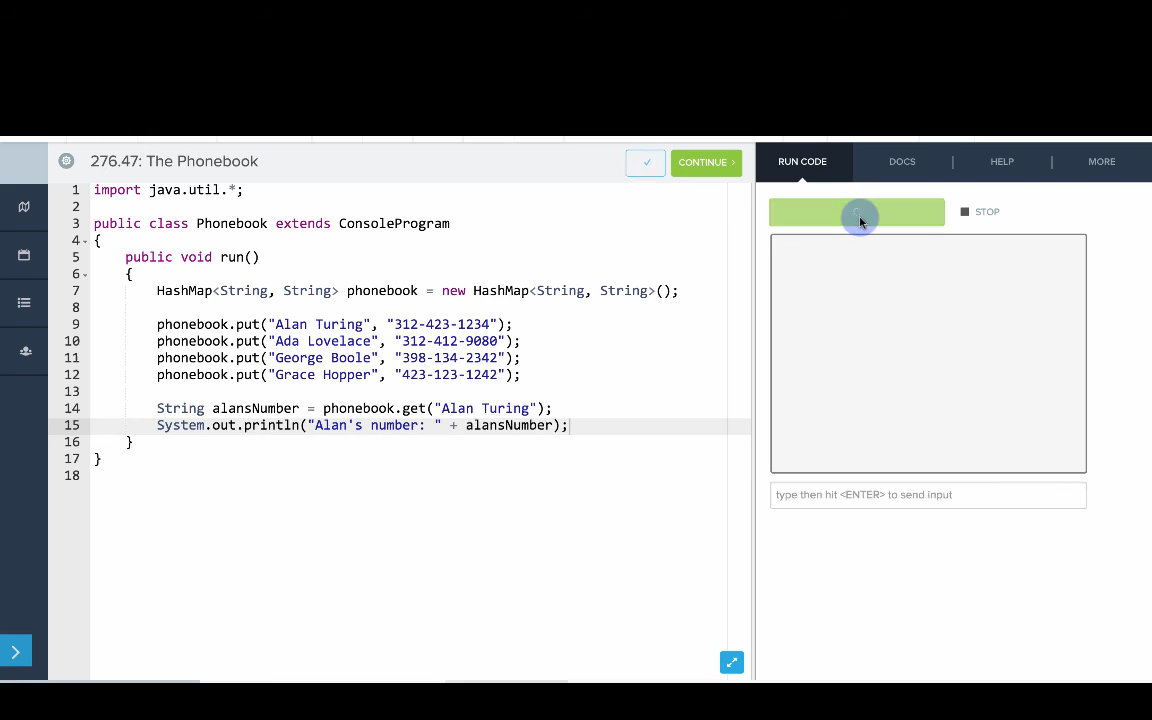 276.47: The Phonebook
✓
CONTINUE >
RUN CODE
DOCS
|
HELP
|
MORE
STOP
1 import java.util.*;
2
3 public class Phonebook extends ConsoleProgram
4 {
5 public void run()
6 {
7 HashMap<String, String> phonebook = new HashMap<String, String>();
8
9 phonebook.put("Alan Turing", "312-423-1234");
10 phonebook.put("Ada Lovelace", "312-412-9080");
11 phonebook.put("George Boole", "398-134-2342");
12 phonebook.put("Grace Hopper", "423-123-1242");
13
14 String alansNumber = phonebook.get("Alan Turing");
15 System.out.println("Alan's number: " + alansNumber);
16 }
17 }
18
type then hit <ENTER> to send input